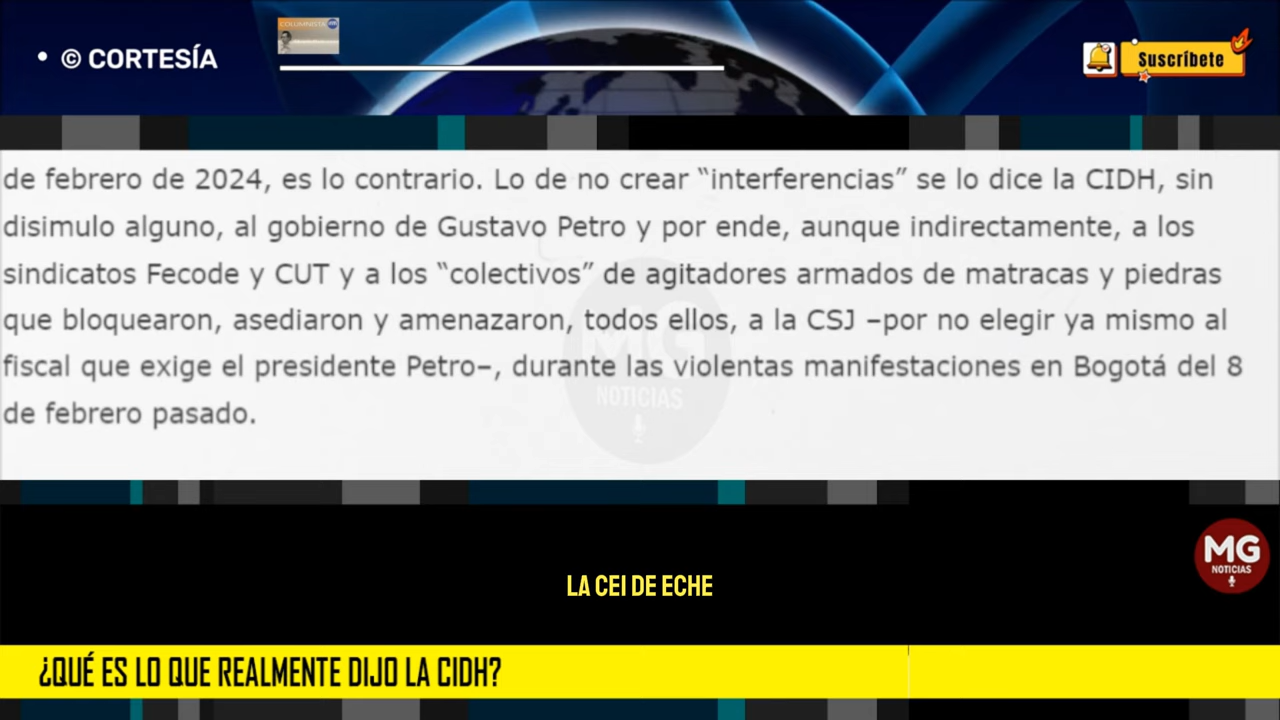 • © CORTESÍA
COLUMNISTA
Suscríbete
de febrero de 2024, es lo contrario. Lo de no crear “interferencias” se lo dice la CIDH, sin
disimulo alguno, al gobierno de Gustavo Petro y por ende, aunque indirectamente, a los
sindicatos Fecode y CUT y a los “colectivos” de agitadores armados de matracas y piedras
que bloquearon, asediaron y amenazaron, todos ellos, a la CSJ –por no elegir ya mismo al
fiscal que exige el presidente Petro–, durante las violentas manifestaciones en Bogotá del 8
de febrero pasado.
MG
NOTICIAS
MG
NOTICIAS
LA CEI DE ECHE
¿QUÉ ES LO QUE REALMENTE DIJO LA CIDH?